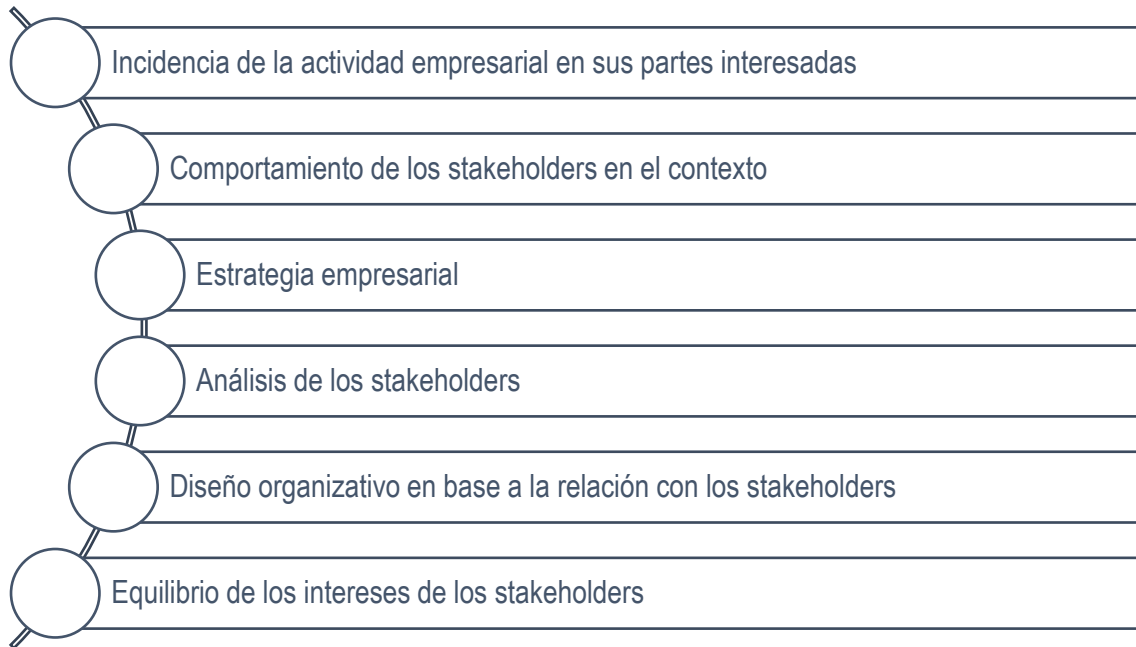 Incidencia de la actividad empresarial en sus partes interesadas
Comportamiento de los stakeholders en el contexto
Estrategia empresarial
Análisis de los stakeholders
Diseño organizativo en base a la relación con los stakeholders
Equilibrio de los intereses de los stakeholders